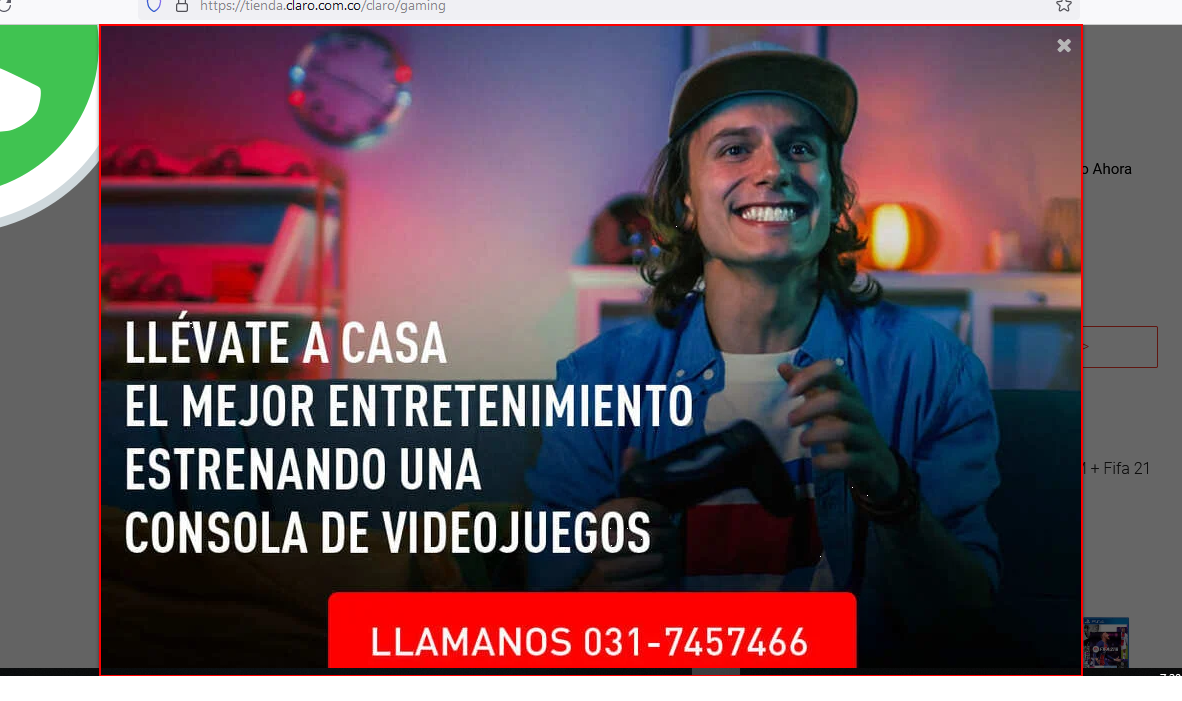 https://tienda.claro.com.co/claro/gaming
Ahora
LLÉVATE A CASA
EL MEJOR ENTRETENIMIENTO
ESTRENANDO UNA
CONSOLA DE VIDEOJUEGOS
>
+ Fifa 21
LLAMANOS 031-7457466